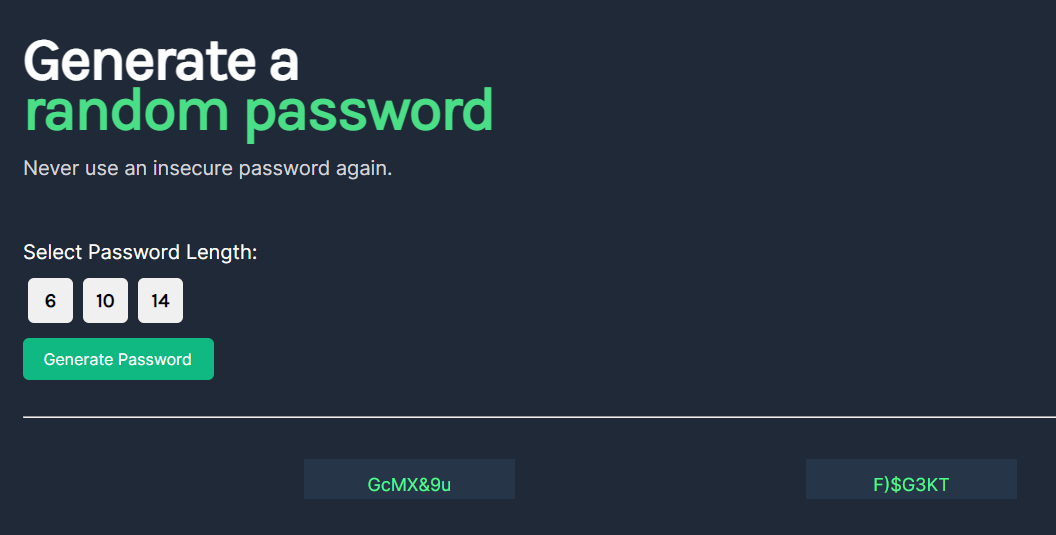 Generate a
random password
Never use an insecure password again.
Select Password Length:
6 10 14
Generate Password
GcMX&9u F)$G3KT